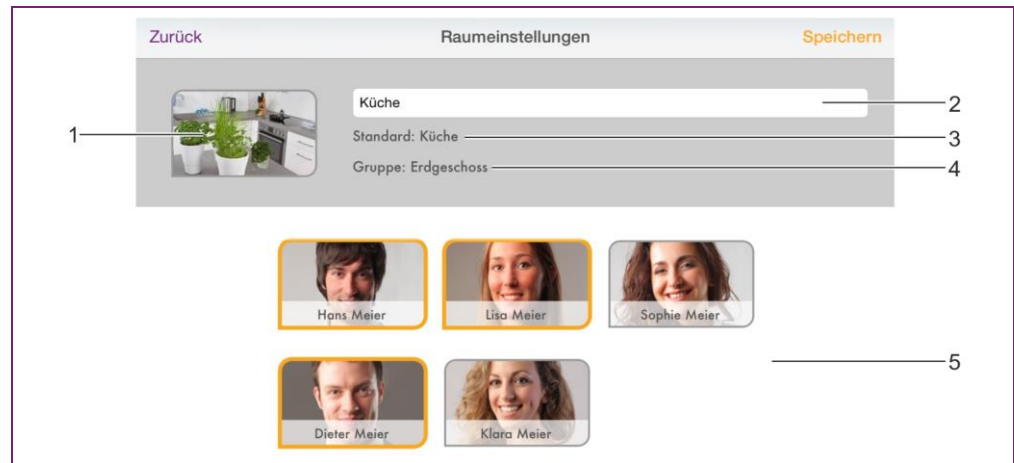 Zurück Raumeinstellungen Speichern
Küche 2
1 Standard: Küche 3
Gruppe: Erdgeschoss 4
Hans Meier Lisa Meier Sophie Meier
5
Dieter Meier Klara Meier